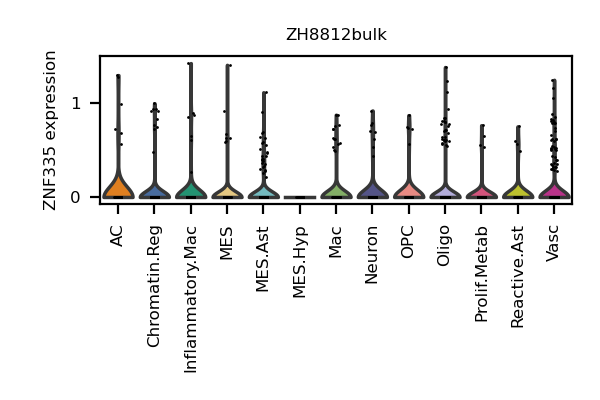 ZH8812bulk
ZNF335 expression
1
0
AC
Chromatin.Reg
Inflammatory.Mac
MES
MES.Ast
MES.Hyp
Mac
Neuron
OPC
Oligo
Prolif.Metab
Reactive.Ast
Vasc